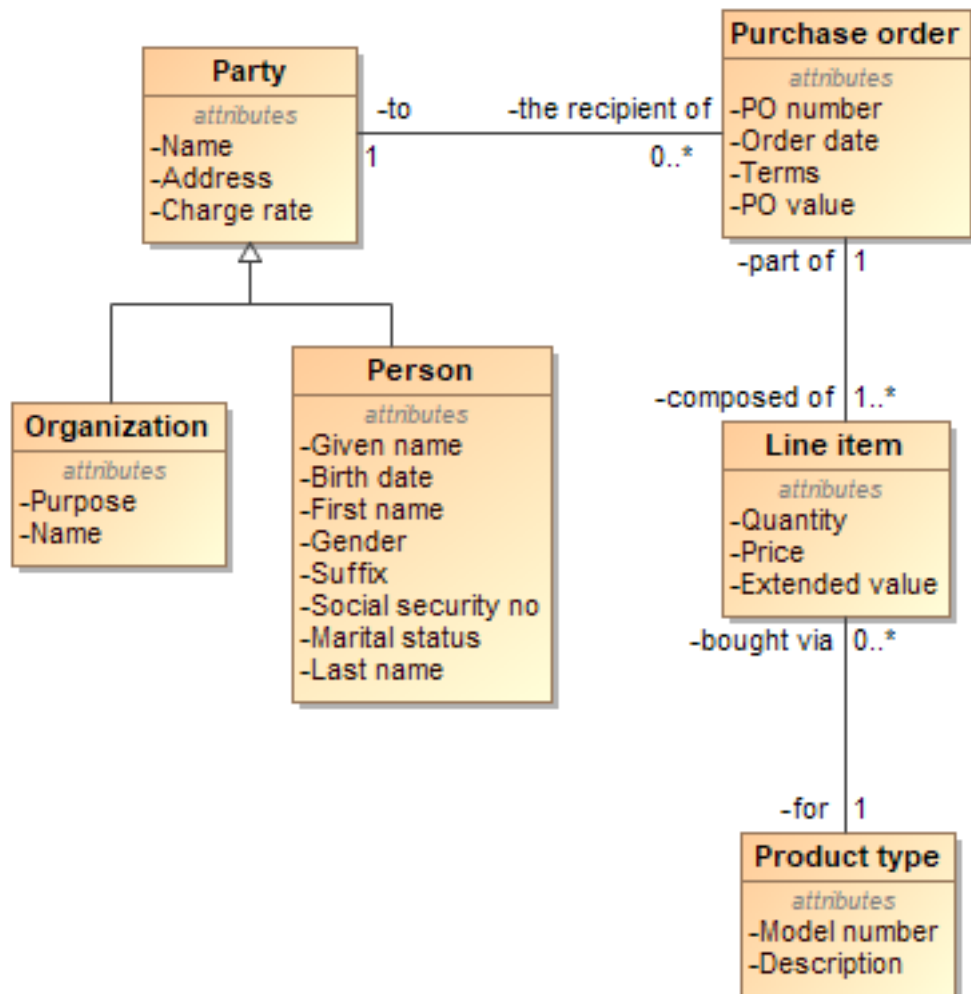 Party
attributes
-Name
-Address
-Charge rate
-to
1
-the recipient of
0..*
Purchase order
attributes
-PO number
-Order date
-Terms
-PO value
-part of 1
-composed of 1..*
Organization
attributes
-Purpose
-Name
Person
attributes
-Given name
-Birth date
-First name
-Gender
-Suffix
-Social security no
-Marital status
-Last name
Line item
attributes
-Quantity
-Price
-Extended value
-bought via 0..*
-for 1
Product type
attributes
-Model number
-Description